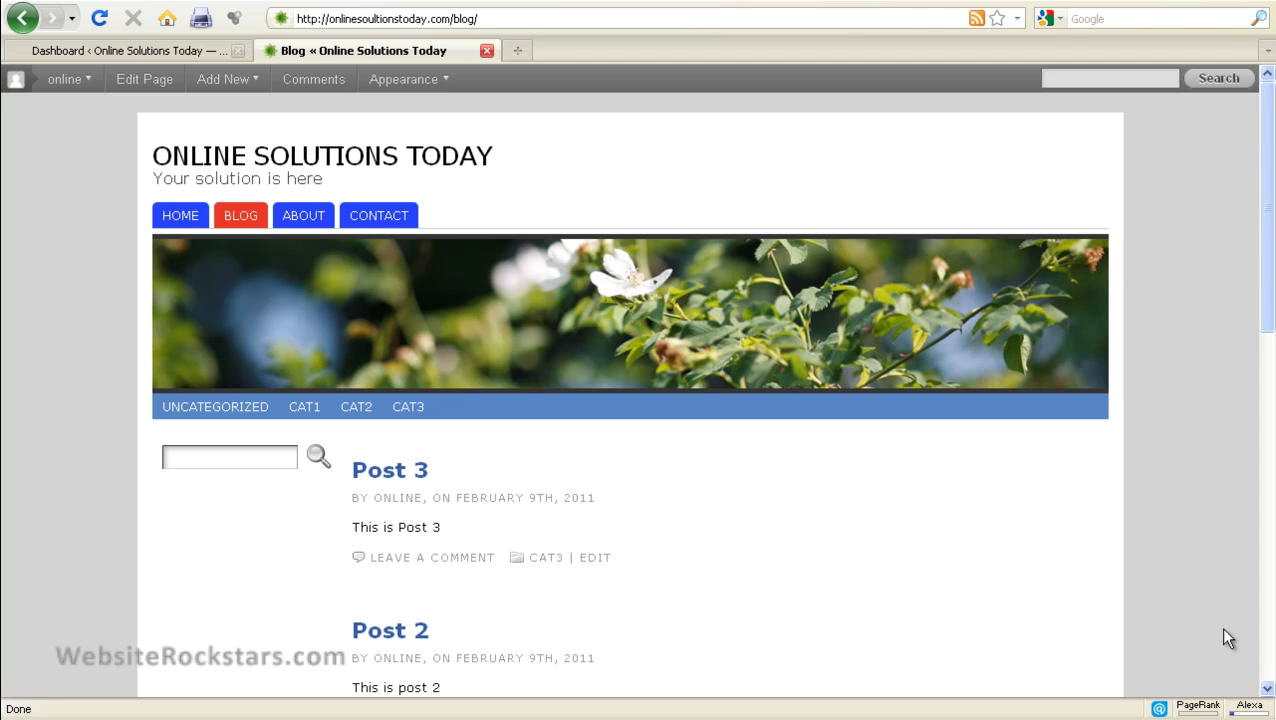 http://onlinesoultionstoday.com/blog/
Google
Dashboard ‹ Online Solutions Today — ...
Blog « Online Solutions Today
online
Edit Page
Add New
Comments
Appearance
Search
ONLINE SOLUTIONS TODAY
Your solution is here
HOME
BLOG
ABOUT
CONTACT
UNCATEGORIZED
CAT1
CAT2
CAT3
Post 3
BY ONLINE, ON FEBRUARY 9TH, 2011
This is Post 3
LEAVE A COMMENT
CAT3 | EDIT
Post 2
BY ONLINE, ON FEBRUARY 9TH, 2011
This is post 2
WebsiteRockstars.com
Done
PageRank
Alexa